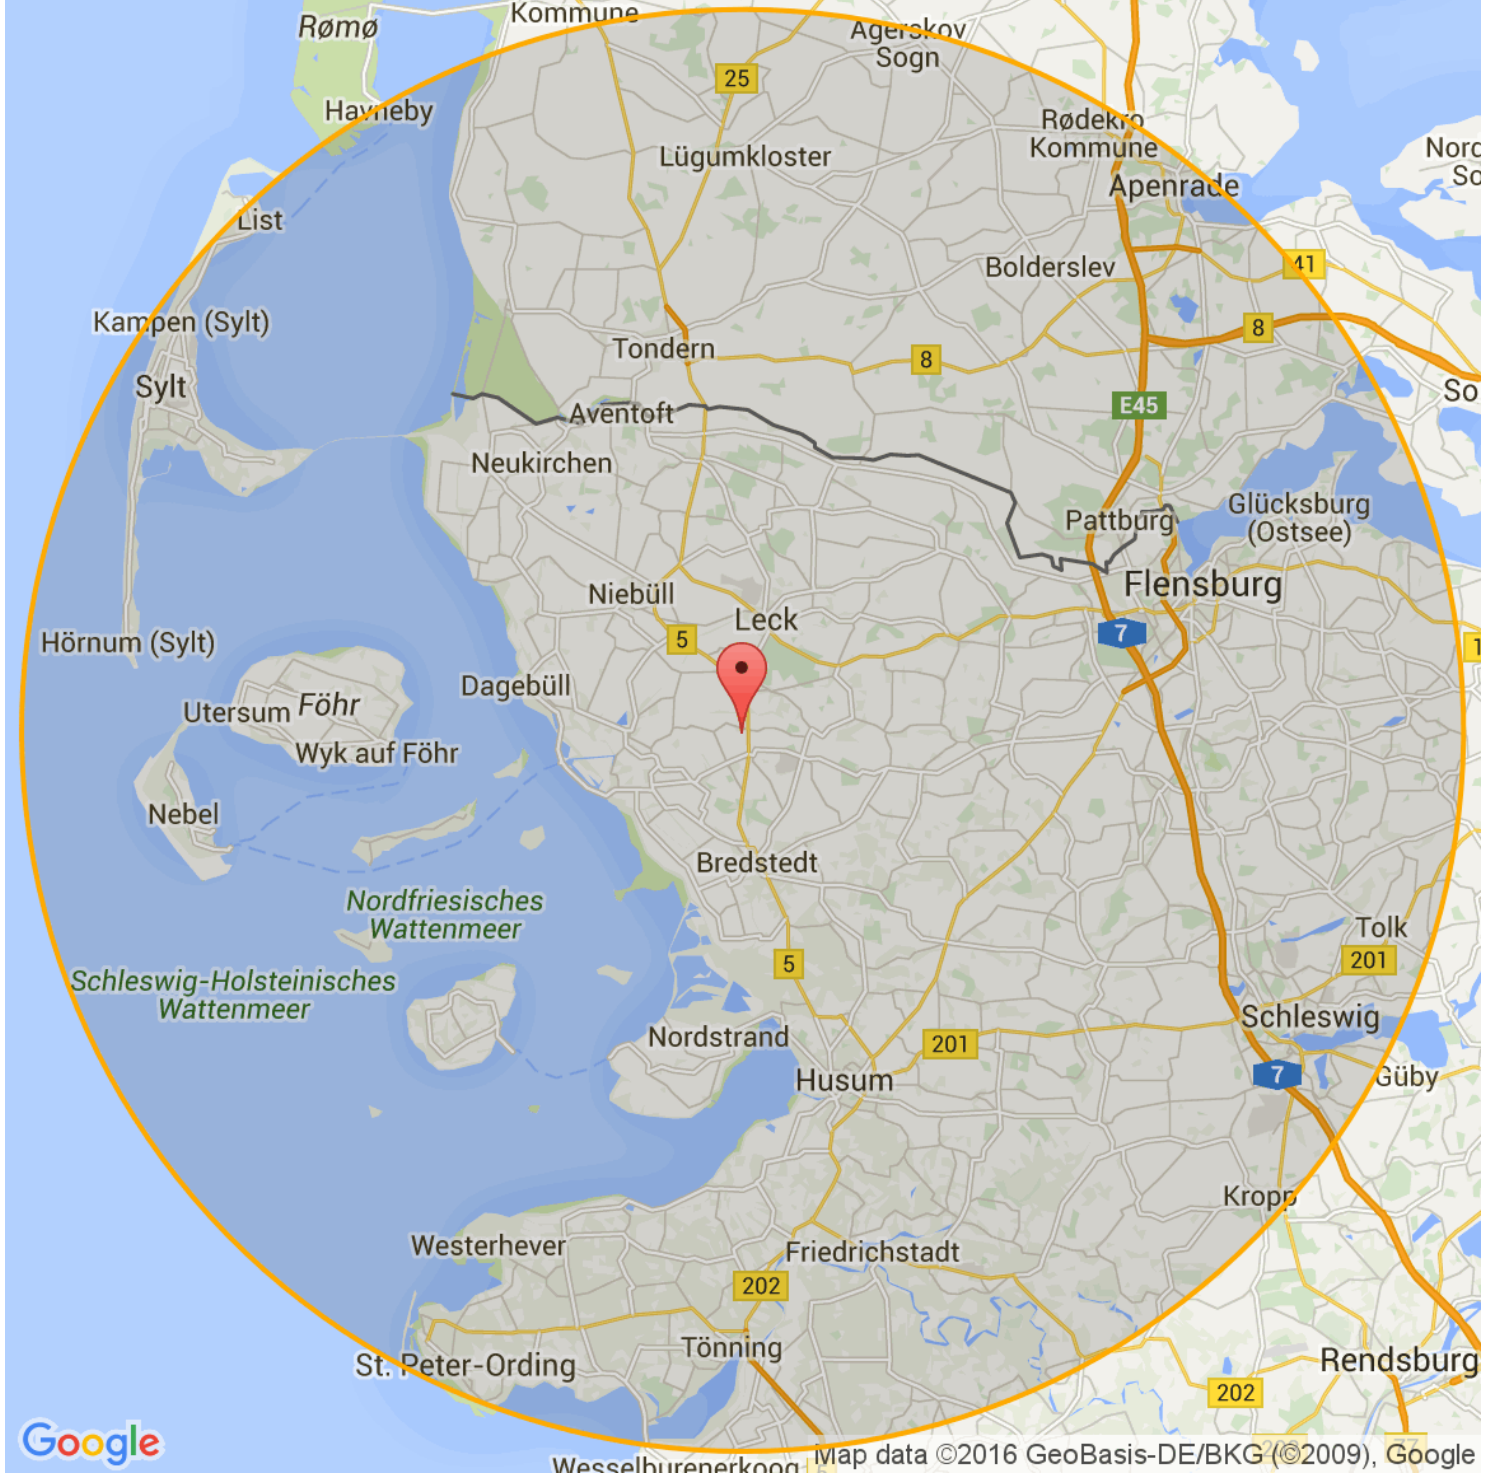 Kommune
Rømø
Agerskov
Sogn
25
Havneby
Rødekro
Kommune
Nord
So
Lügumkloster
Apenrade
List
Bolderslev
41
Kampen (Sylt)
8
Tondern
8
Sylt
So
E45
Aventoft
Neukirchen
Glücksburg
(Ostsee)
Pattburg
Flensburg
Niebüll
Leck
7
5
Hörnum (Sylt)
1
Dagebüll
Föhr
Utersum
Wyk auf Föhr
Nebel
Bredstedt
Nordfriesisches
Wattenmeer
Tolk
5
201
Schleswig-Holsteinisches
Wattenmeer
Schleswig
Nordstrand
201
Husum
7
Güby
Kropp
Westerhever
Friedrichstadt
202
Tönning
St. Peter-Ording
Rendsburg
202
Google
Map data ©2016 GeoBasis-DE/BKG (©2009), Google
Wesselburenerkoog